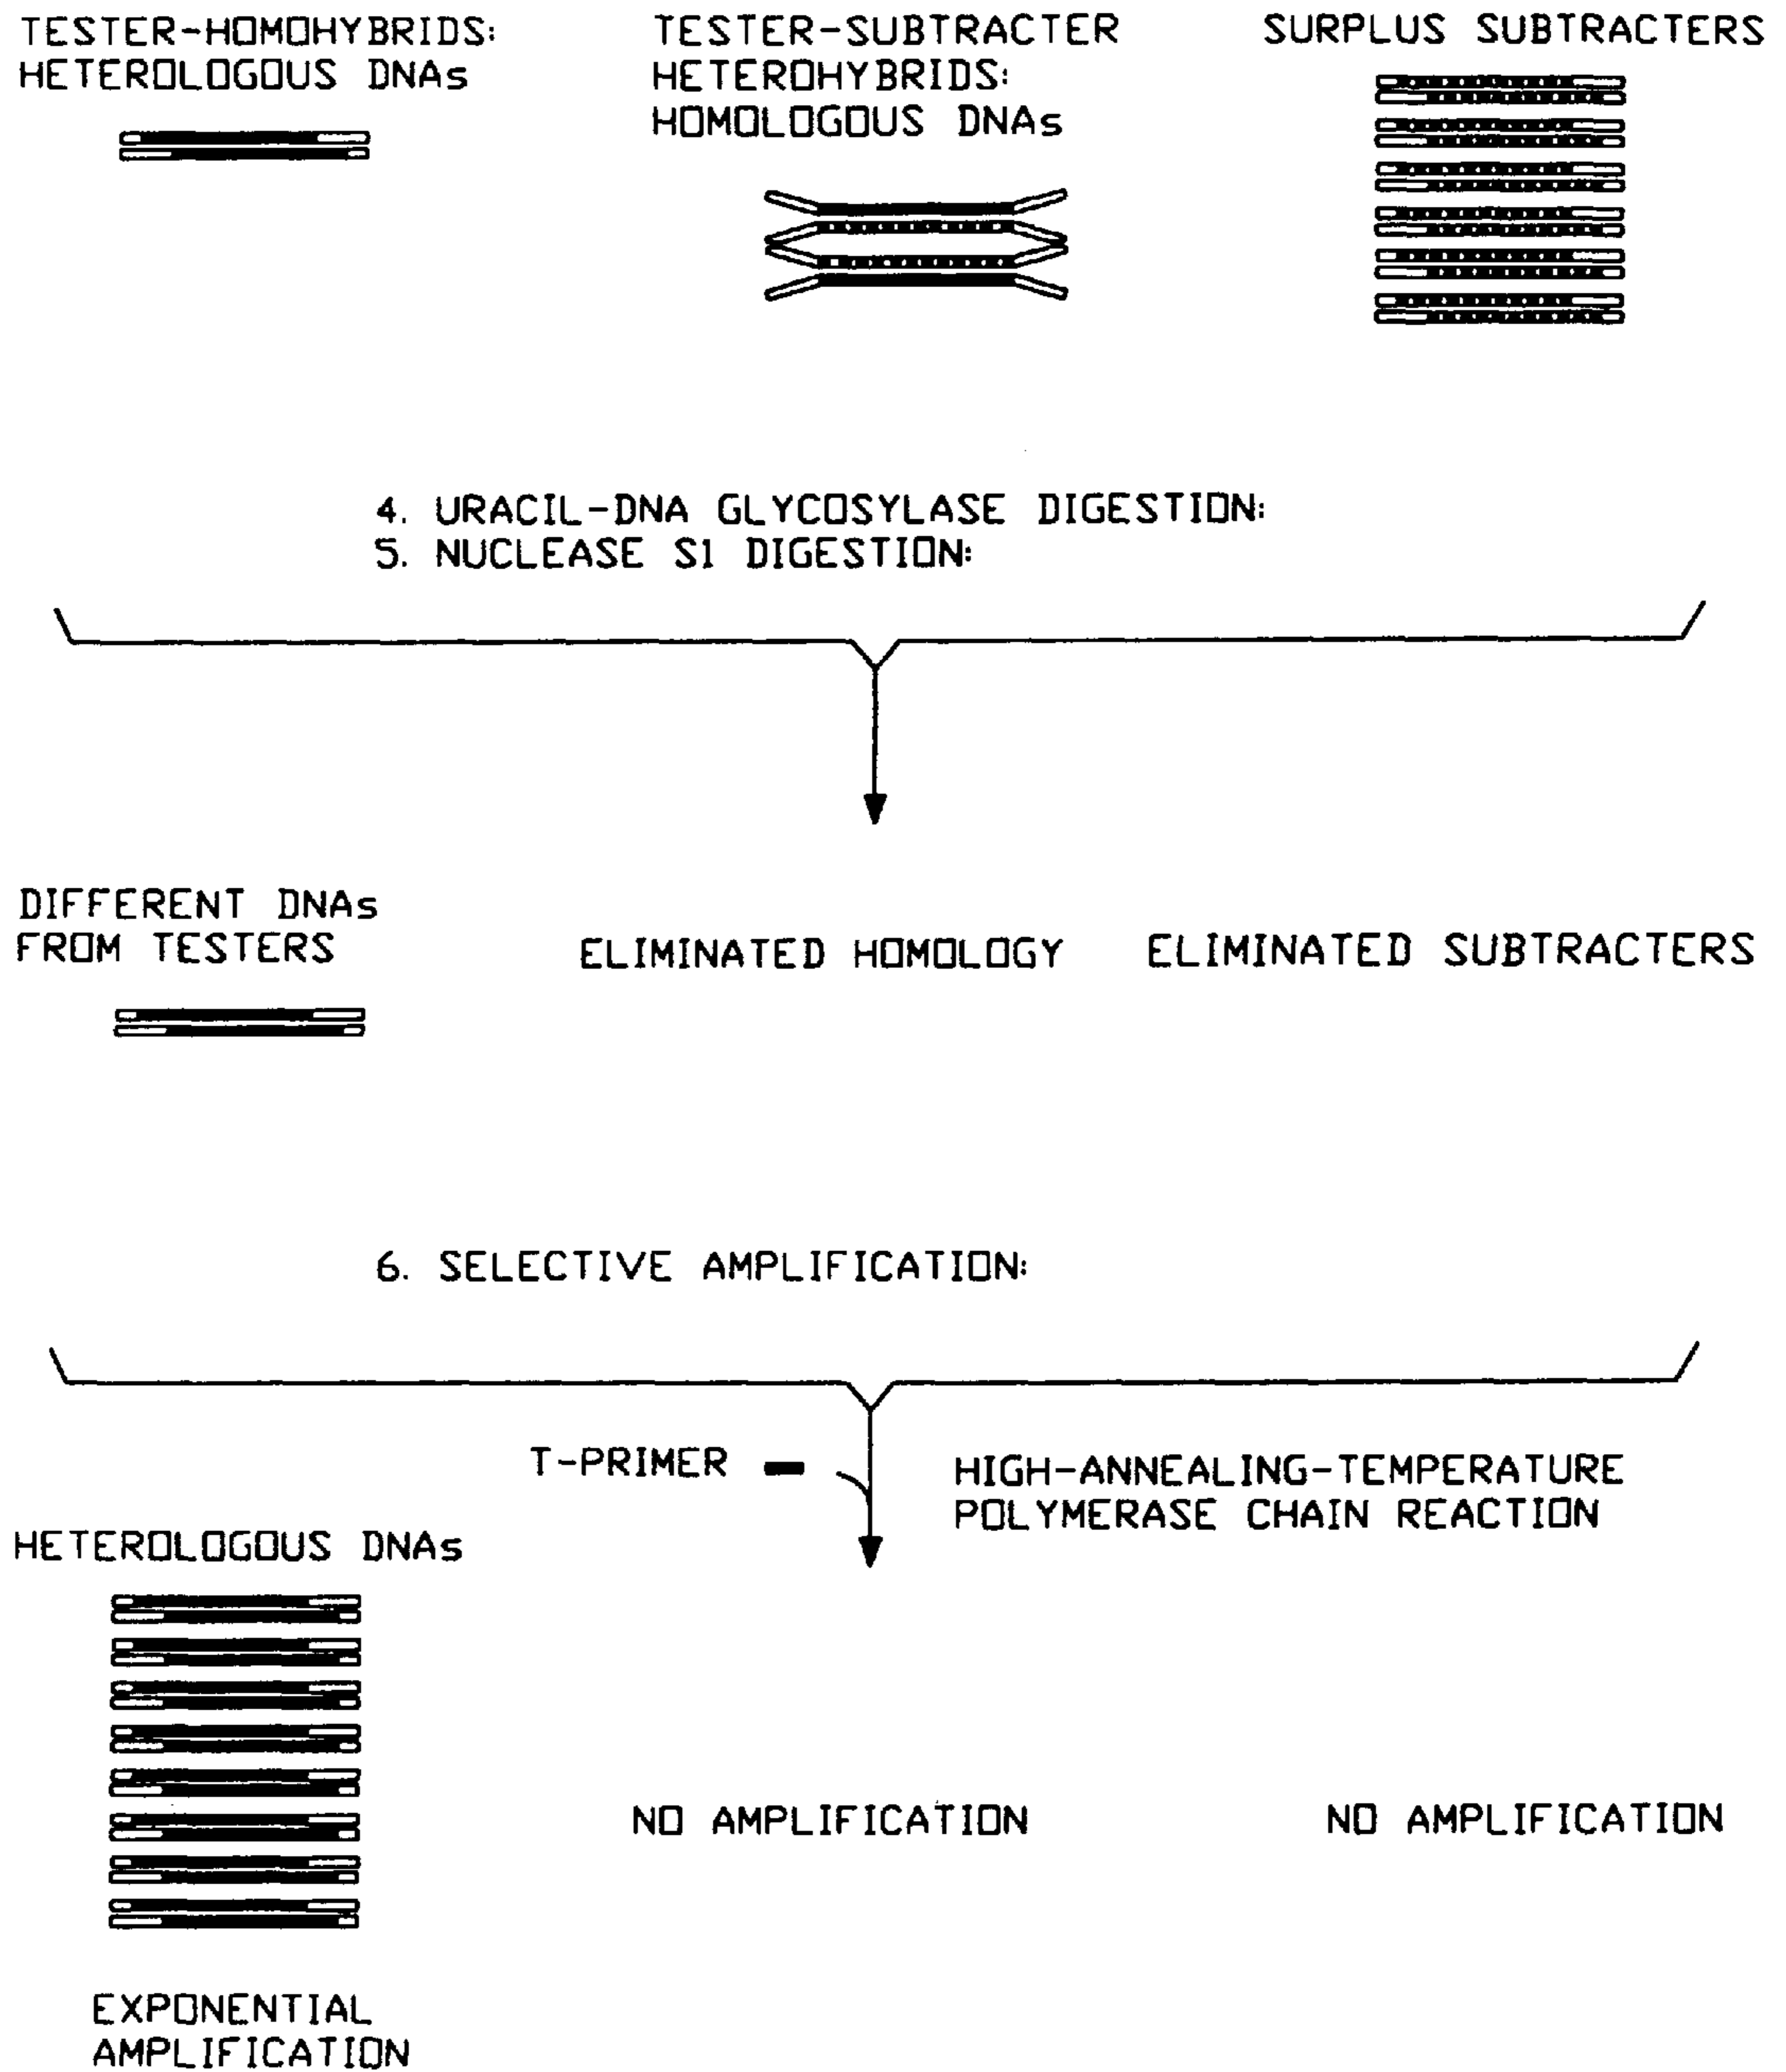 TESTER-HOMOHYBRIDS:
HETEROLOGOUS DNAs
TESTER-SUBTRACTER
HETEROHYBRIDS:
HOMOLOGOUS DNAs
SURPLUS SUBTRACTERS
4. URACIL-DNA GLYCOSYLASE DIGESTION:
5. NUCLEASE S1 DIGESTION:
DIFFERENT DNAs
FROM TESTERS
ELIMINATED HOMOLOGY
ELIMINATED SUBTRACTERS
6. SELECTIVE AMPLIFICATION:
T-PRIMER
HIGH-ANNEALING-TEMPERATURE
POLYMERASE CHAIN REACTION
HETEROLOGOUS DNAs
NO AMPLIFICATION
NO AMPLIFICATION
EXPONENTIAL
AMPLIFICATION